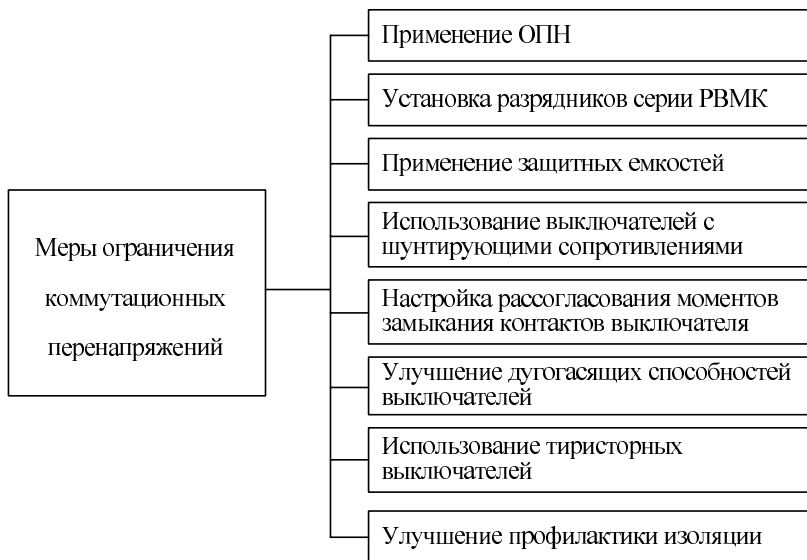 Меры ограничения
коммутационных
перенапряжений
Применение ОПН
Установка разрядников серии РВМК
Применение защитных емкостей
Использование выключателей с
шунтирующими сопротивлениями
Настройка рассогласования моментов
замыкания контактов выключателя
Улучшение дугогасящих способностей
выключателей
Использование тиристорных
выключателей
Улучшение профилактики изоляции